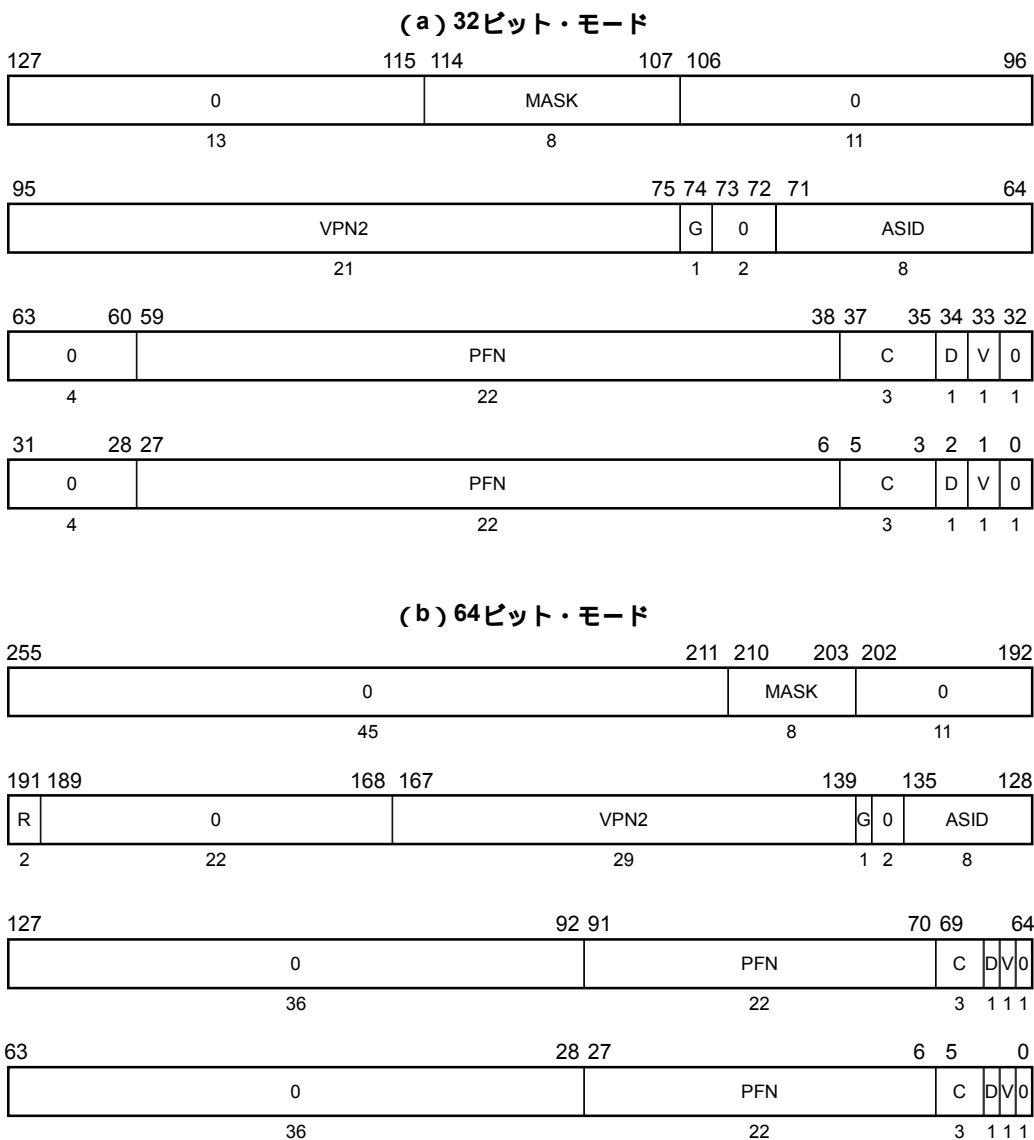 (a)32ビット・モード
127 115 114 107 106 96
0 MASK 0
13 8 11
95 75 74 73 72 71 64
VPN2 G 0 ASID
21 1 2 8
63 60 59 38 37 35 34 33 32
0 PFN C D V 0
4 22 3 1 1 1
31 28 27 6 5 3 2 1 0
0 PFN C D V 0
4 22 3 1 1 1
(b)64ビット・モード
255 211 210 203 202 192
0 MASK 0
45 8 11
191 189 168 167 139 135 128
R 0 VPN2 G 0 ASID
2 22 29 1 2 8
127 92 91 70 69 64
0 PFN C D V 0
36 22 3 1 1 1
63 28 27 6 5 0
0 PFN C D V 0
36 22 3 1 1 1